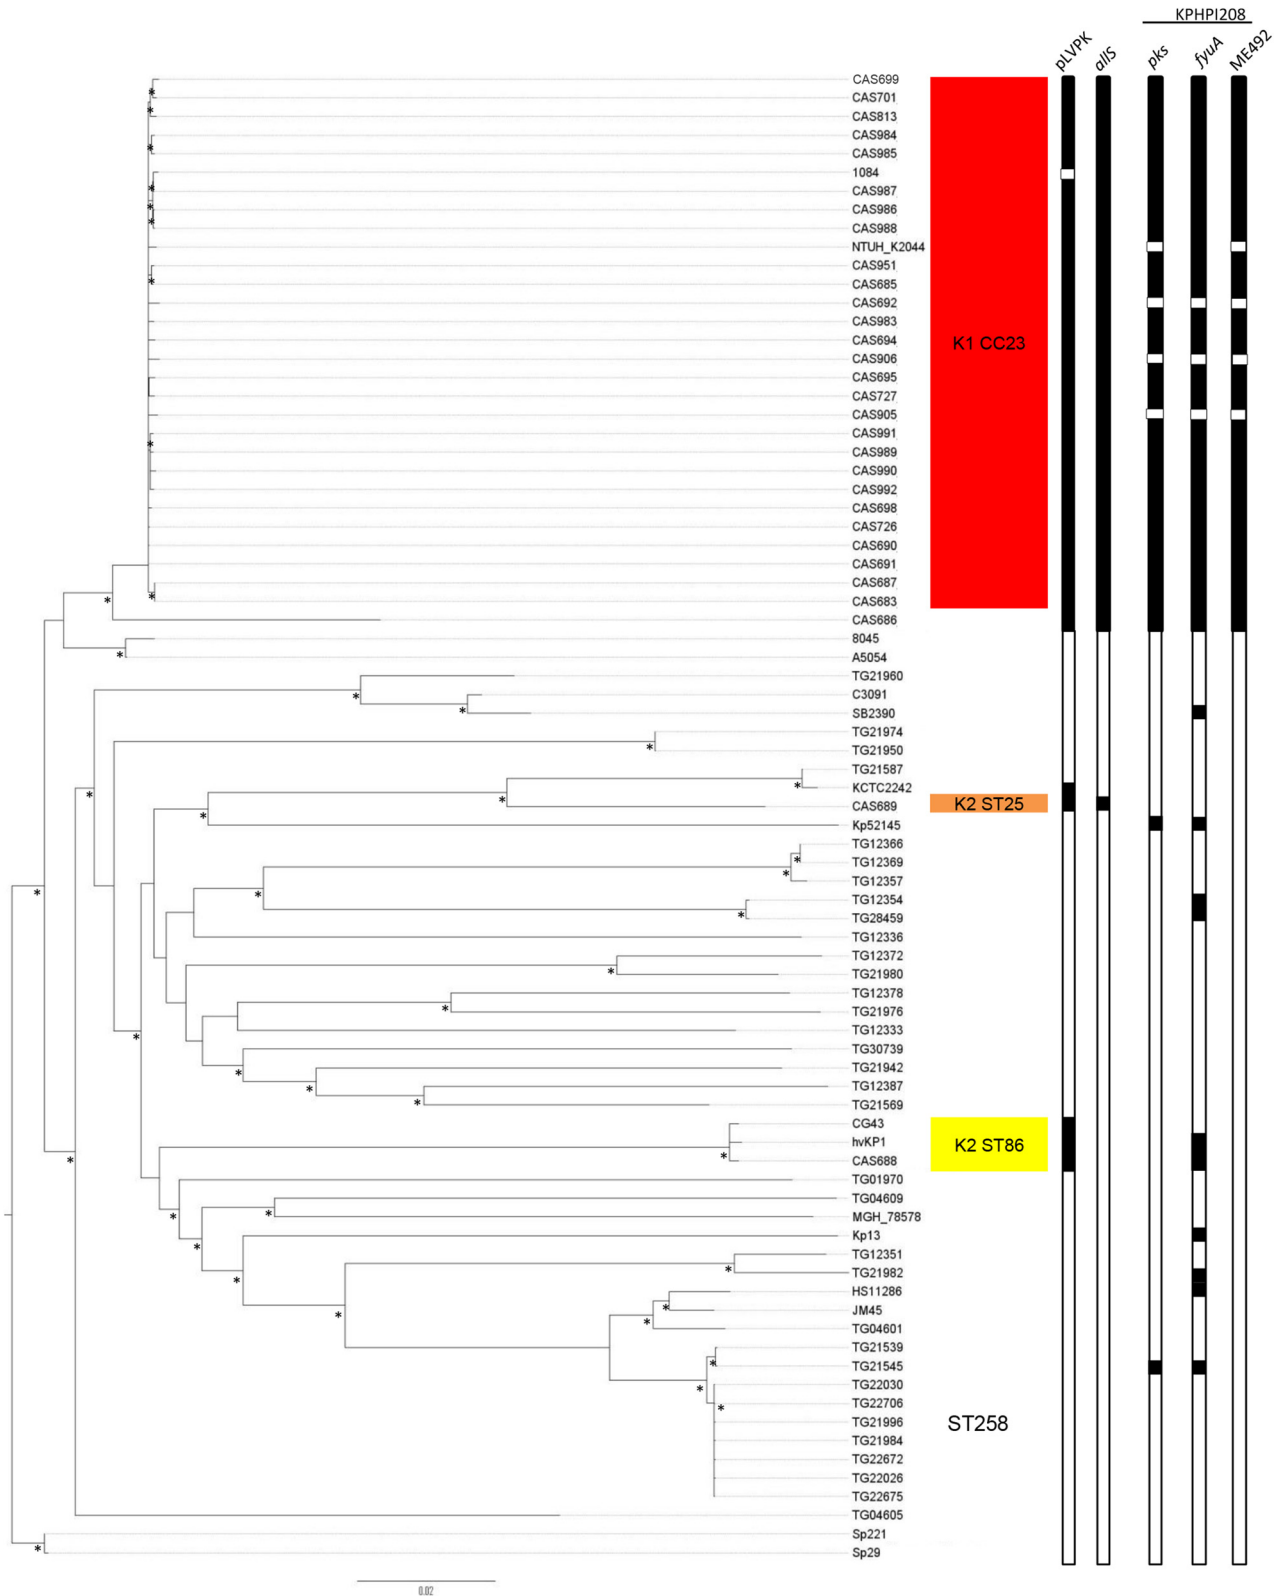 KPHPI208
pLVPK allS pks fyuA ME492
CAS699
CAS701
CAS813
CAS984
CAS985
1084
CAS987
CAS986
CAS988
NTUH_K2044
CAS951
CAS685
CAS692
CAS983
CAS694
K1 CC23
CAS906
CAS695
CAS727
CAS905
CAS991
CAS989
CAS990
CAS992
CAS698
CAS726
CAS690
CAS691
CAS687
CAS683
CAS686
8045
A5054
TG21960
C3091
SB2390
TG21974
TG21950
TG21587
KCTC2242
CAS689 K2 ST25
Kp52145
TG12366
TG12369
TG12357
TG12354
TG28459
TG12336
TG12372
TG21980
TG12378
TG21976
TG12333
TG30739
TG21942
TG12387
TG21569
CG43
hvKP1 K2 ST86
CAS688
TG01970
TG04609
MGH_78578
Kp13
TG12351
TG21982
HS11286
JM45
TG04601
TG21539
TG21545
TG22030
TG22706
TG21996 ST258
TG21984
TG22672
TG22026
TG22675
TG04605
Sp221
Sp29
0.02